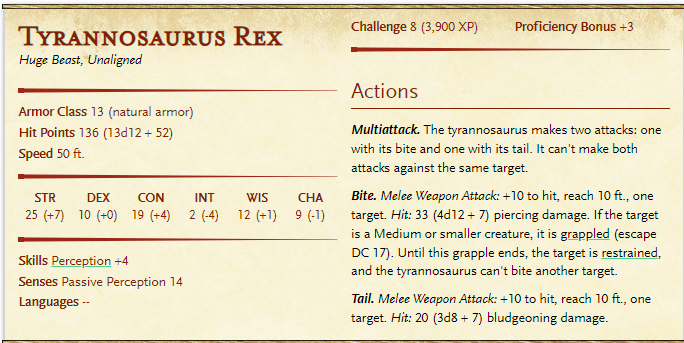 Tyrannosaurus Rex
Huge Beast, Unaligned
Armor Class 13 (natural armor)
Hit Points 136 (13d12 + 52)
Speed 50 ft.
STR DEX CON INT WIS CHA
25 (+7) 10 (+0) 19 (+4) 2 (-4) 12 (+1) 9 (-1)
Skills Perception +4
Senses Passive Perception 14
Languages --
Challenge 8 (3,900 XP) Proficiency Bonus +3
Actions
Multiattack. The tyrannosaurus makes two attacks: one
with its bite and one with its tail. It can't make both
attacks against the same target.
Bite. Melee Weapon Attack: +10 to hit, reach 10 ft., one
target. Hit: 33 (4d12 + 7) piercing damage. If the target
is a Medium or smaller creature, it is grappled (escape
DC 17). Until this grapple ends, the target is restrained,
and the tyrannosaurus can't bite another target.
Tail. Melee Weapon Attack: +10 to hit, reach 10 ft., one
target. Hit: 20 (3d8 + 7) bludgeoning damage.